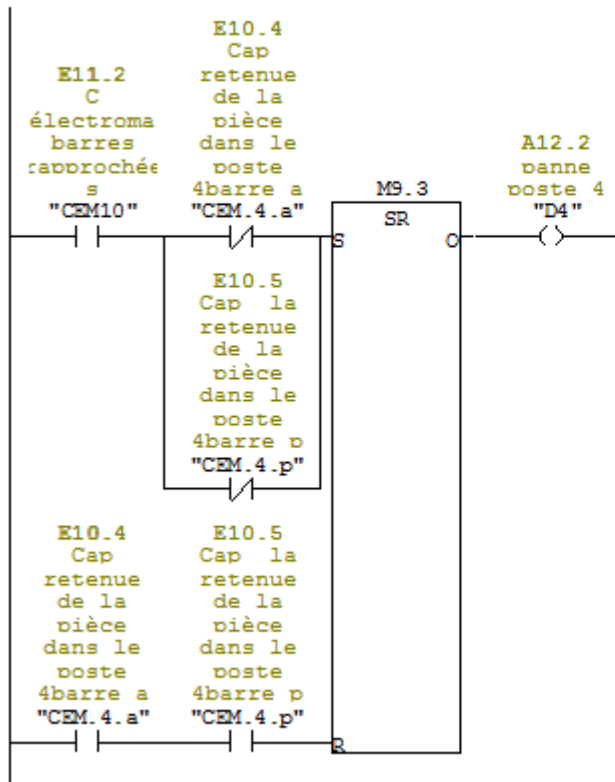 E11.2
C
électroma
barres
rapprochée
s
"CEM10"
E10.4
Cap
retenue
de la
pièce
dans le
poste
4barre a
"CEM.4.a"
E10.5
Cap la
retenue
de la
pièce
dans le
poste
4barre p
"CEM.4.p"
M9.3
SR
S
Q
A12.2
panne
poste 4
"D4"
E10.4
Cap
retenue
de la
pièce
dans le
poste
4barre a
"CEM.4.a"
E10.5
Cap la
retenue
de la
pièce
dans le
poste
4barre p
"CEM.4.p"
R